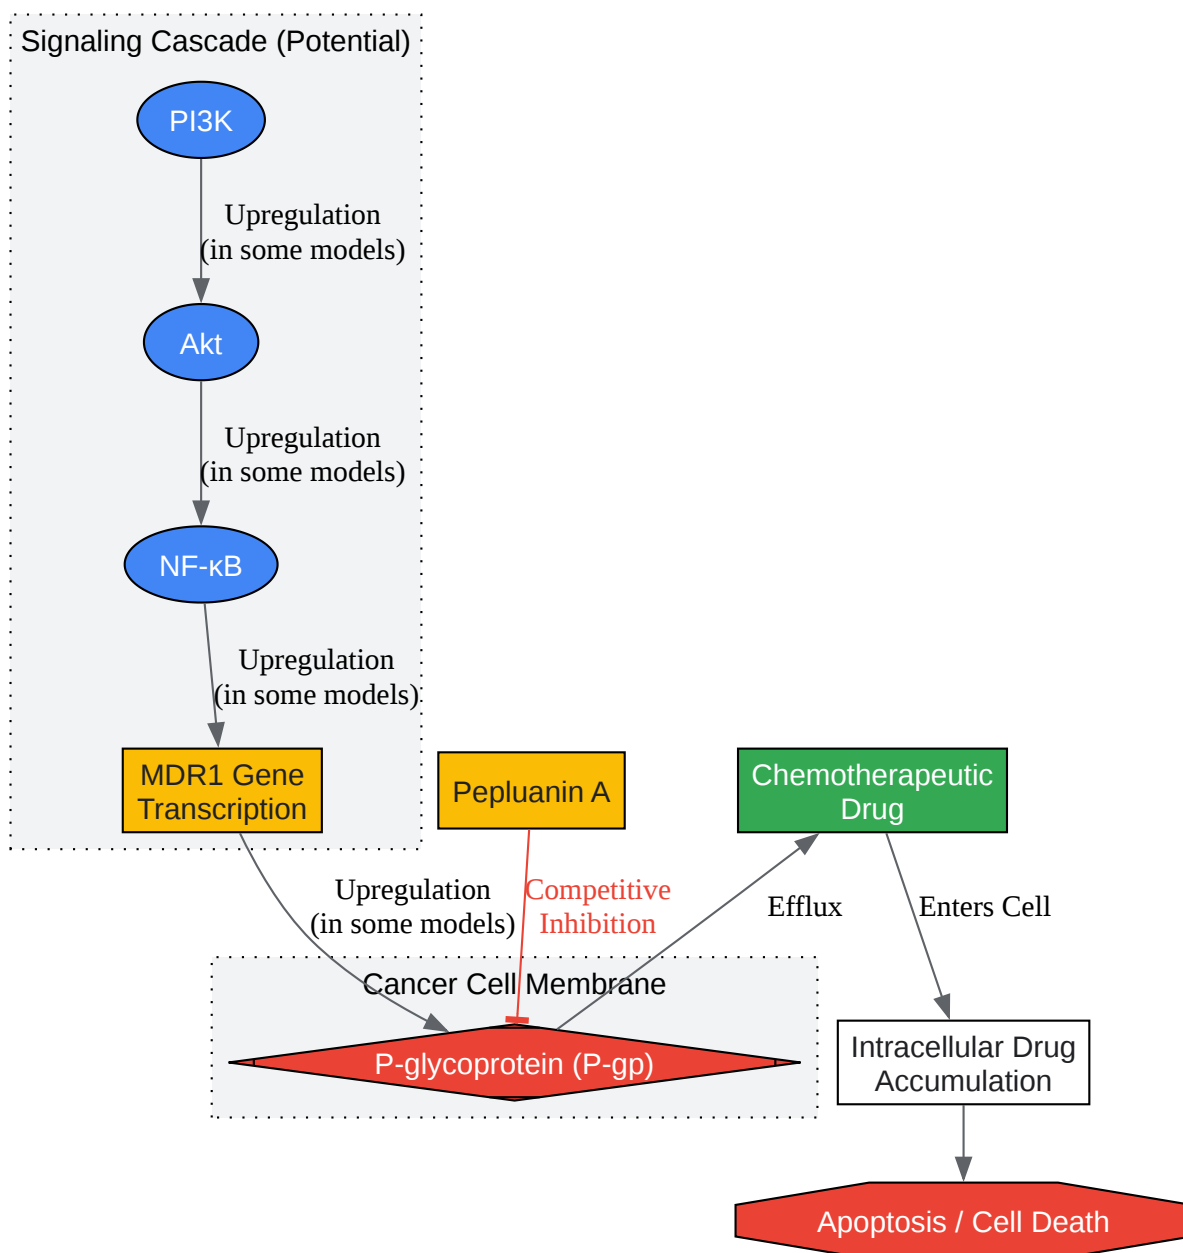 Signaling Cascade (Potential)
PI3K
Upregulation
(in some models)
Akt
Upregulation
(in some models)
NF-κB
Upregulation
(in some models)
MDR1 Gene
Transcription
Pepluanin A
Chemotherapeutic
Drug
Upregulation
(in some models)
Competitive
Inhibition
Efflux
Enters Cell
Cancer Cell Membrane
P-glycoprotein (P-gp)
Intracellular Drug
Accumulation
Apoptosis / Cell Death